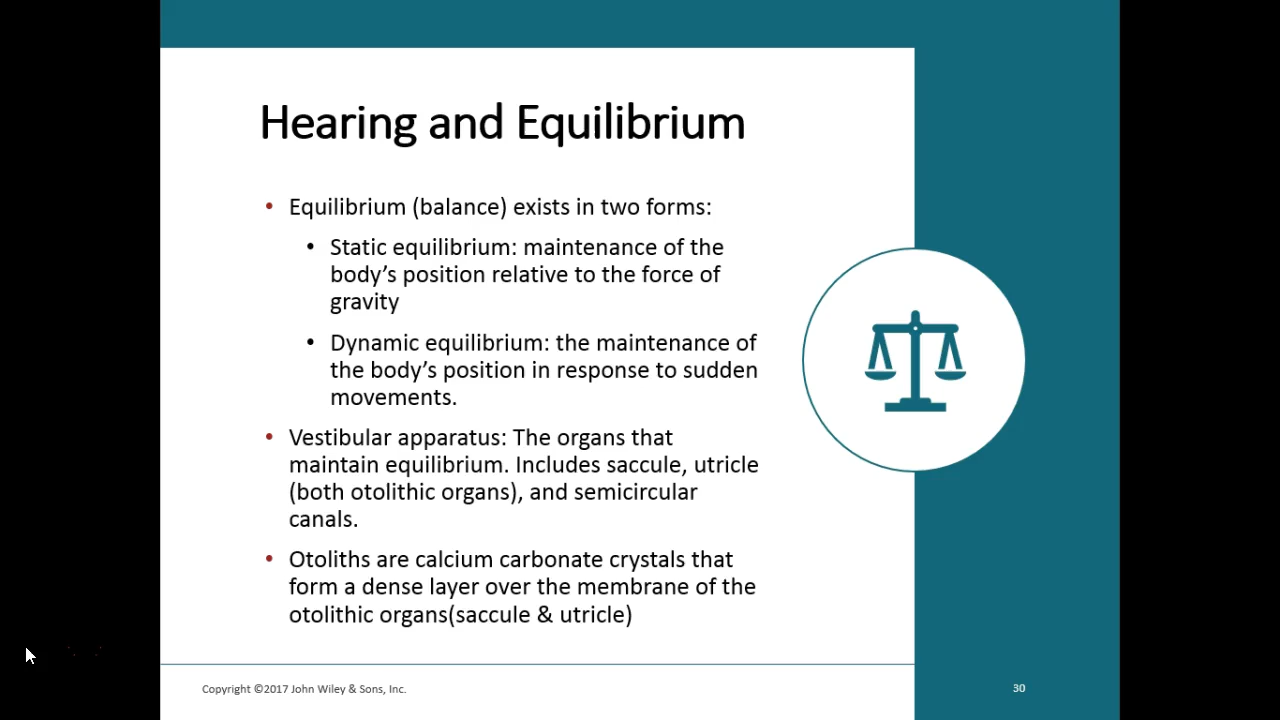 Hearing and Equilibrium
• Equilibrium (balance) exists in two forms:
• Static equilibrium: maintenance of the
body’s position relative to the force of
gravity
• Dynamic equilibrium: the maintenance of
the body’s position in response to sudden
movements.
• Vestibular apparatus: The organs that
maintain equilibrium. Includes saccule, utricle
(both otolithic organs), and semicircular
canals.
• Otoliths are calcium carbonate crystals that
form a dense layer over the membrane of the
otolithic organs(saccule & utricle)
Copyright ©2017 John Wiley & Sons, Inc.
30